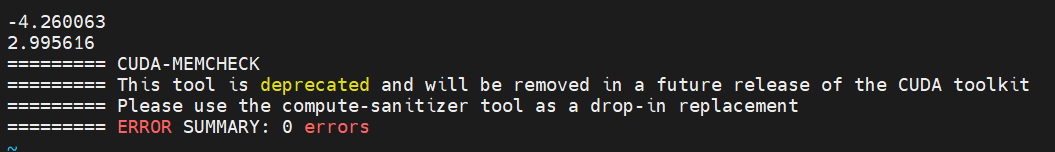 -4.260063
2.995616
========= CUDA-MEMCHECK
========= This tool is deprecated and will be removed in a future release of the CUDA toolkit
========= Please use the compute-sanitizer tool as a drop-in replacement
========= ERROR SUMMARY: 0 errors
~